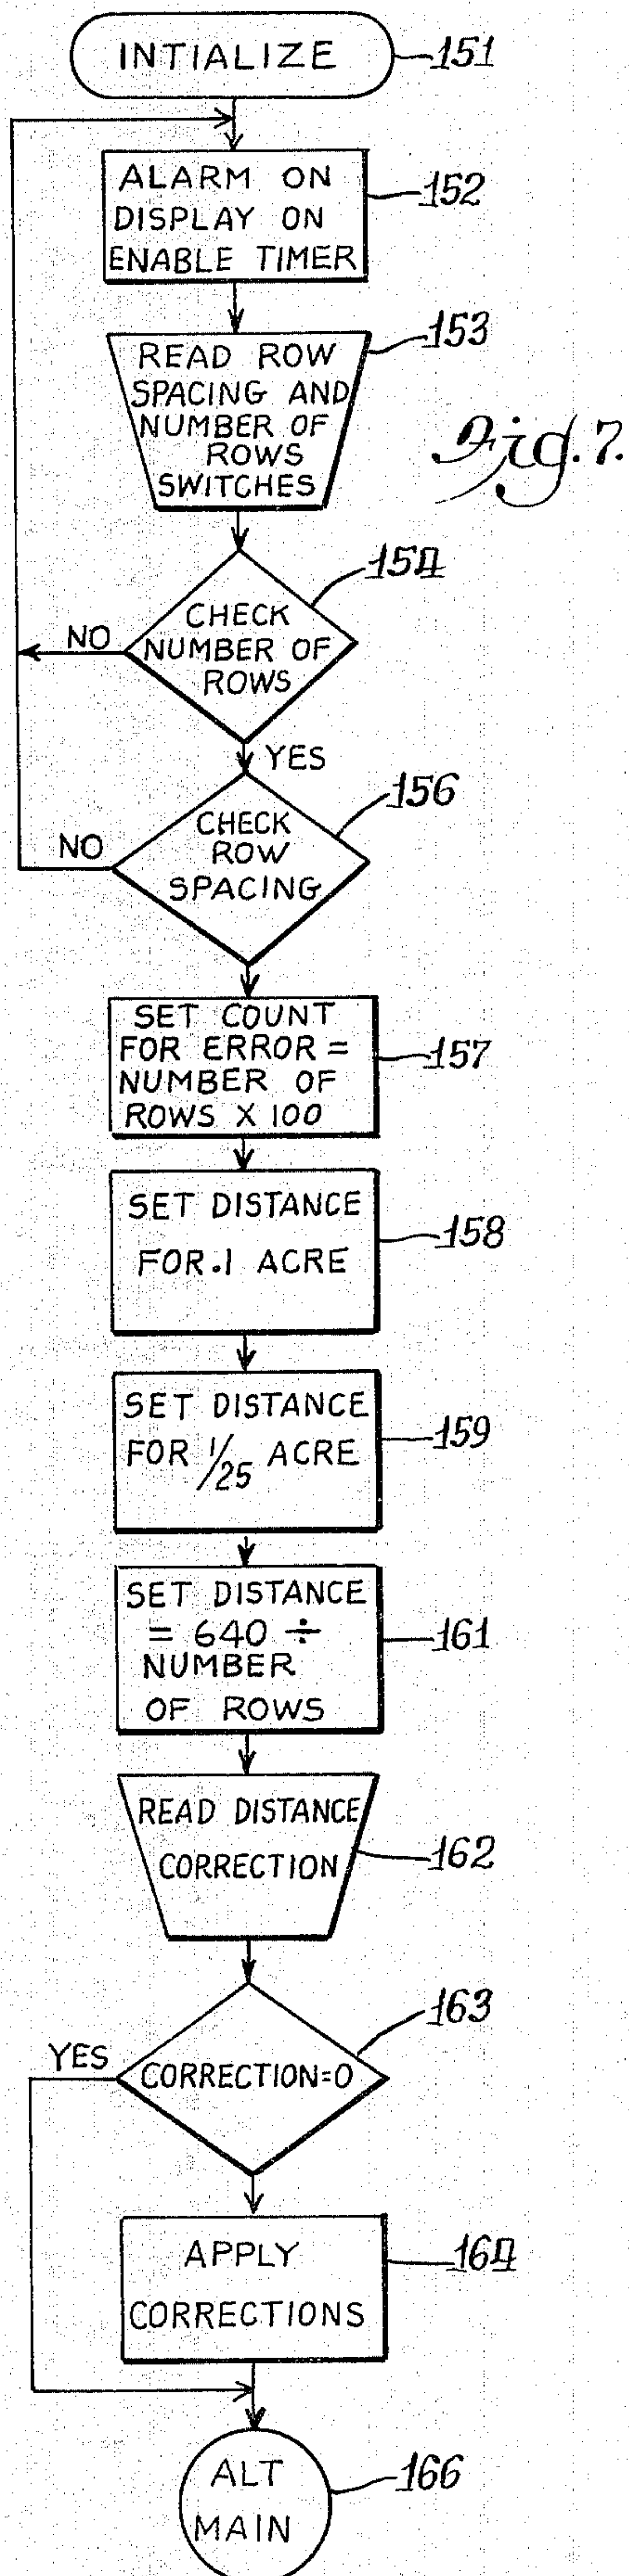 INTIALIZE
151
ALARM ON
DISPLAY ON
ENABLE TIMER
152
READ ROW
SPACING AND
NUMBER OF
ROWS
SWITCHES
153
Fig. 7.
CHECK
NUMBER OF
ROWS
154
NO
YES
CHECK
ROW
SPACING
156
NO
SET COUNT
FOR ERROR =
NUMBER OF
ROWS X 100
157
SET DISTANCE
FOR .1 ACRE
158
SET DISTANCE
FOR 1/25 ACRE
159
SET DISTANCE
= 640 ÷
NUMBER
OF ROWS
161
READ DISTANCE
CORRECTION
162
CORRECTION=0
163
YES
APPLY
CORRECTIONS
164
ALT
MAIN
166